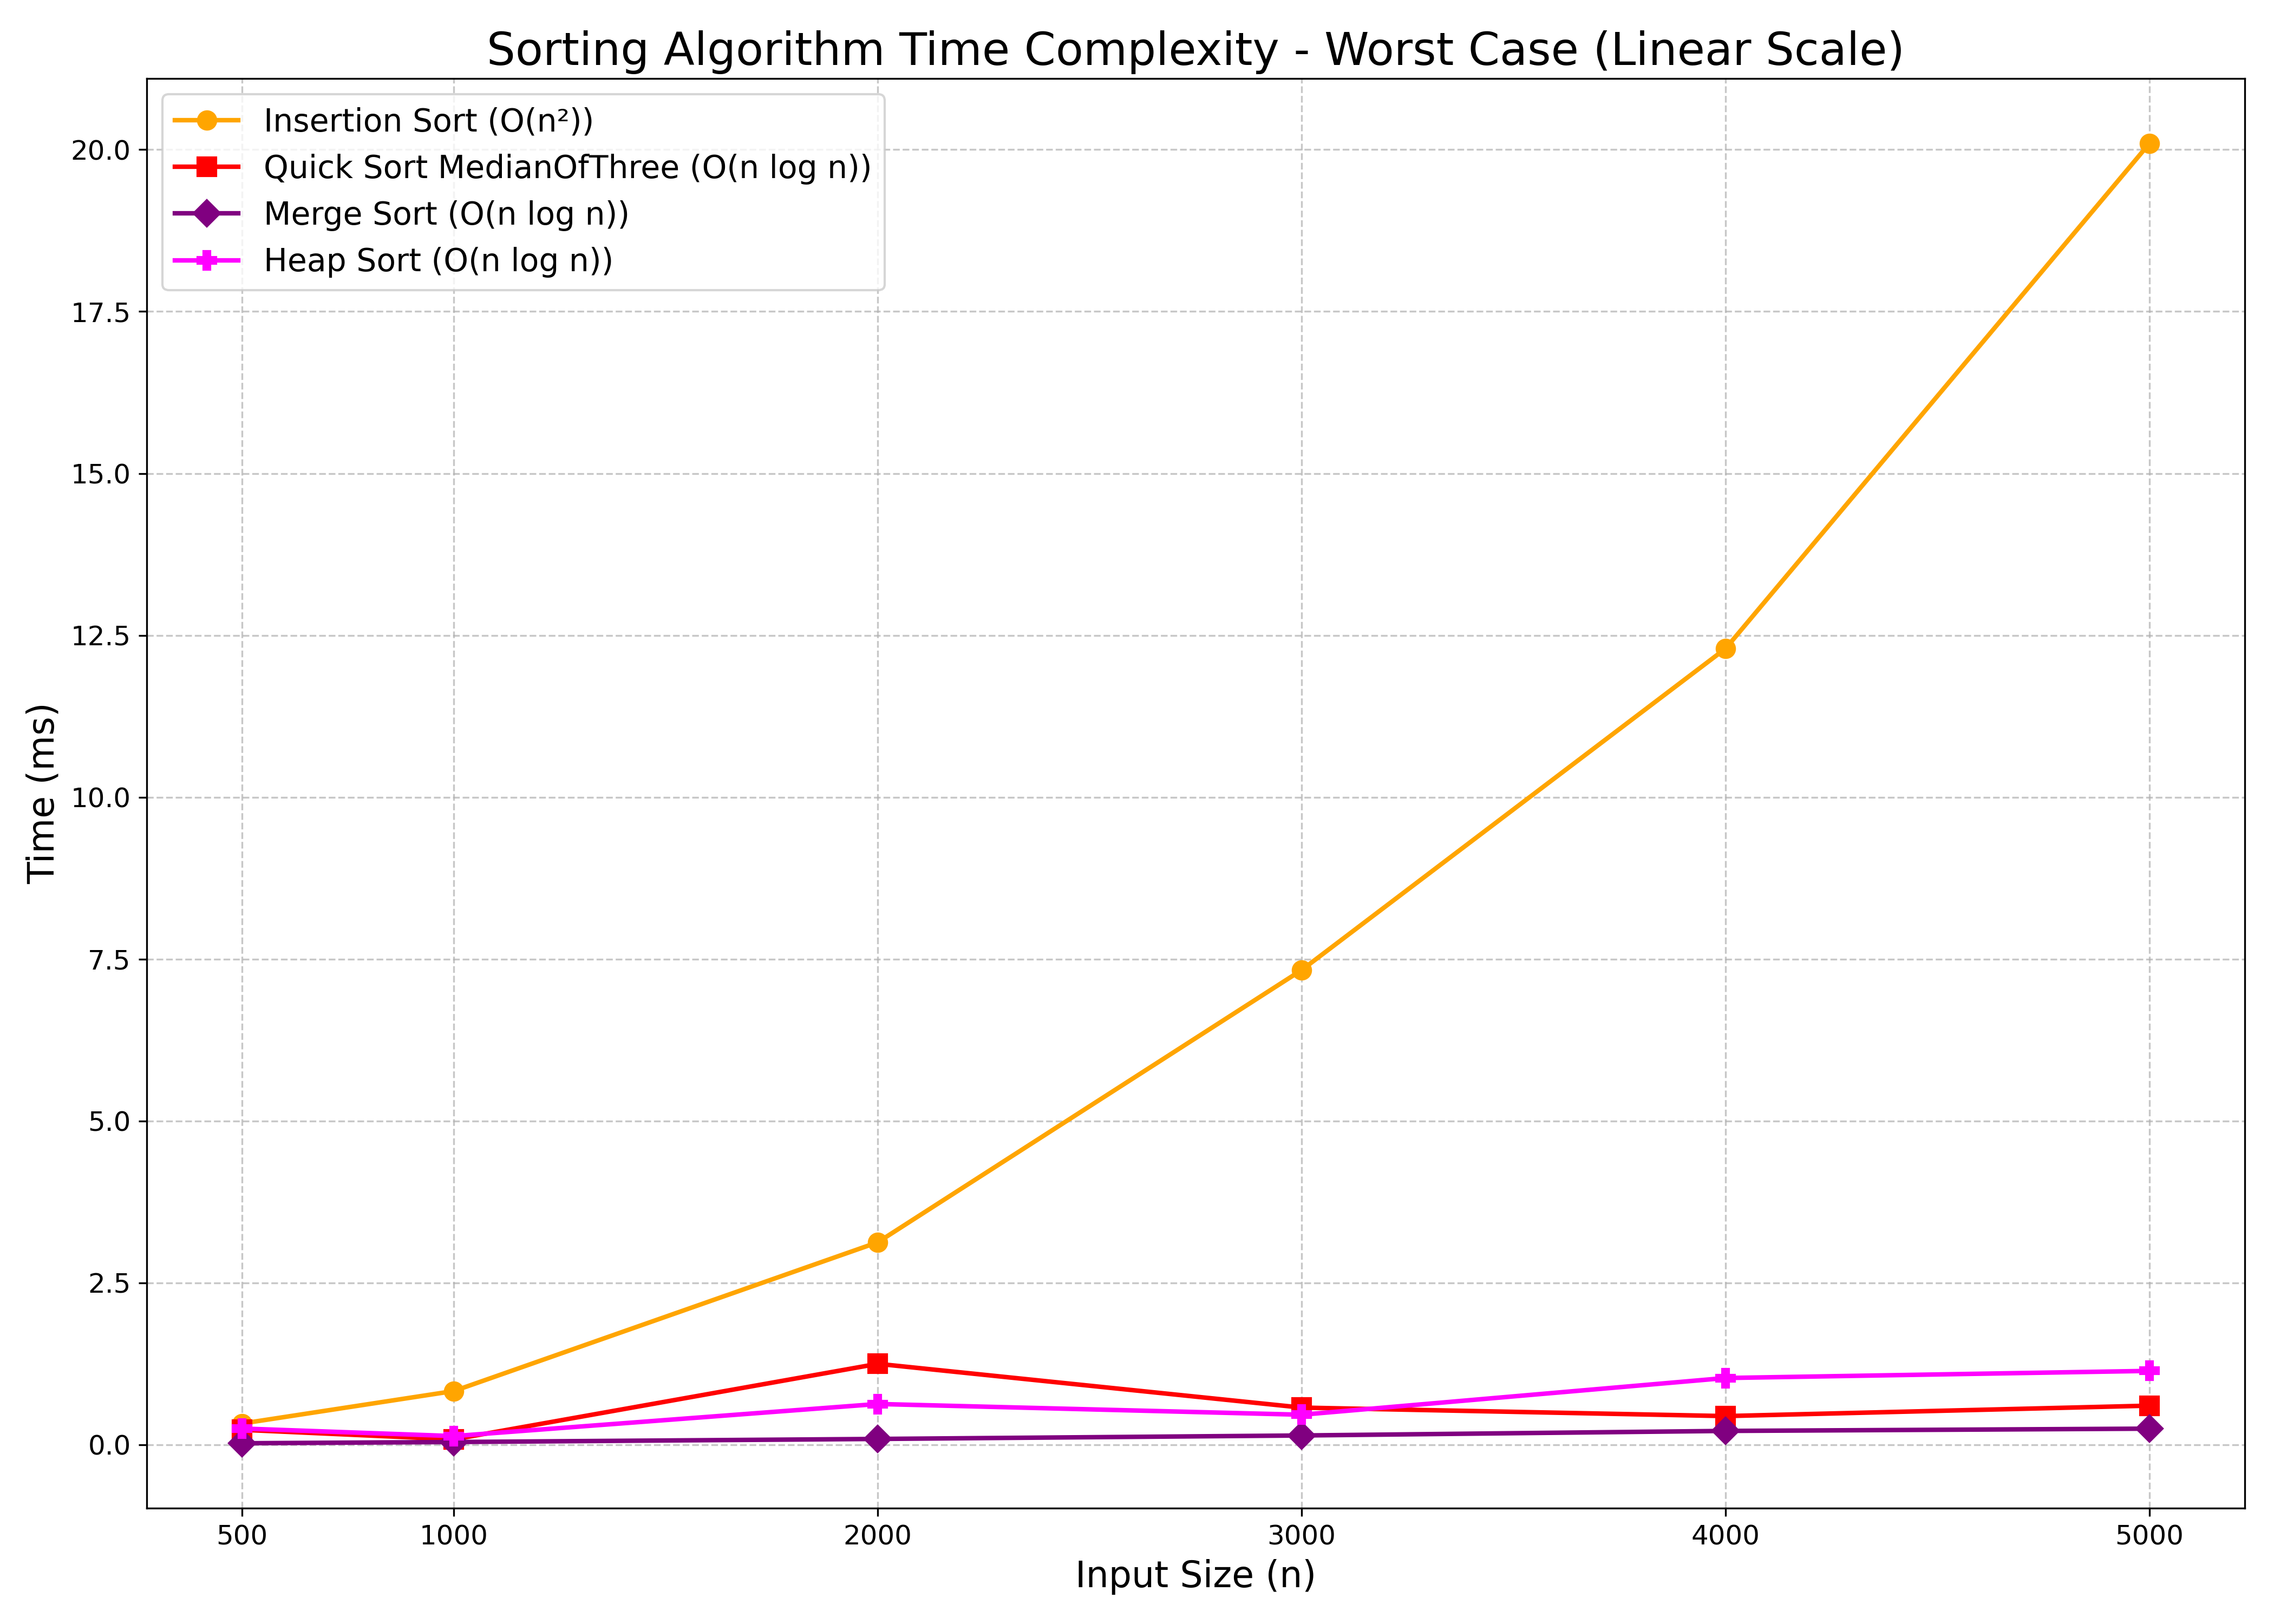 Sorting Algorithm Time Complexity - Worst Case (Linear Scale)
Insertion Sort (O(n²))
Quick Sort MedianOfThree (O(n log n))
Merge Sort (O(n log n))
Heap Sort (O(n log n))
20.0
17.5
15.0
12.5
10.0
7.5
5.0
2.5
0.0
Time (ms)
500 1000 2000 3000 4000 5000
Input Size (n)